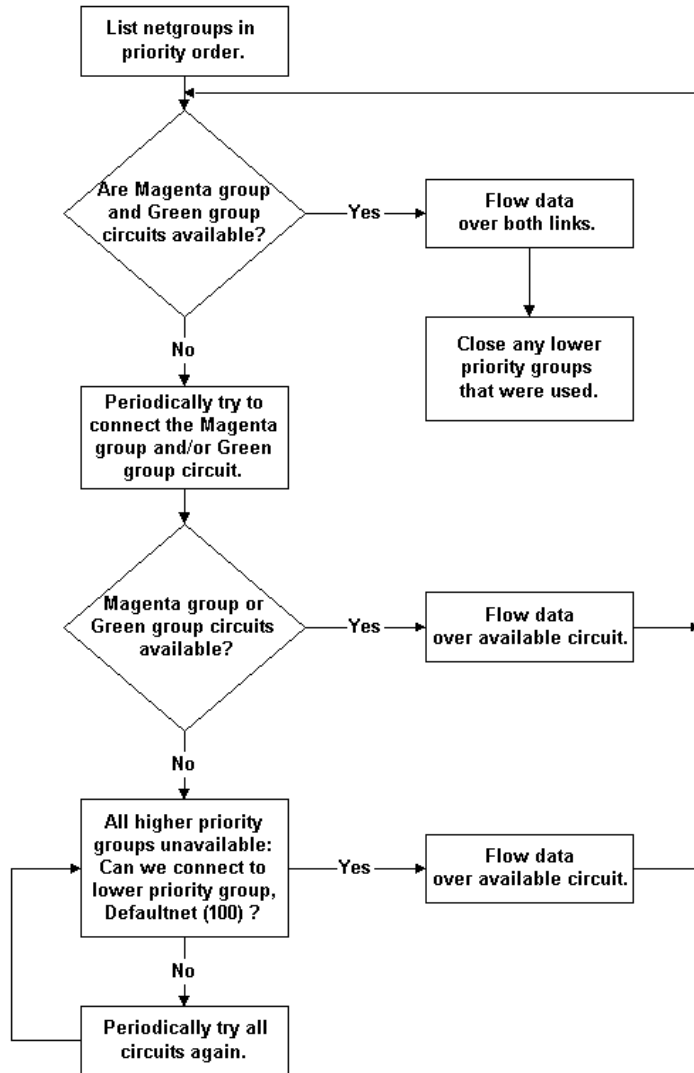 List netgroups in
priority order.
Are Magenta group
and Green group
circuits available?
Yes
Flow data
over both links.
Close any lower
priority groups
that were used.
No
Periodically try to
connect the Magenta
group and/or Green
group circuit.
Magenta group or
Green group circuits
available?
Yes
Flow data
over available circuit.
No
All higher priority
groups unavailable:
Can we connect to
lower priority group,
Defaultnet (100) ?
Yes
Flow data
over available circuit.
No
Periodically try all
circuits again.